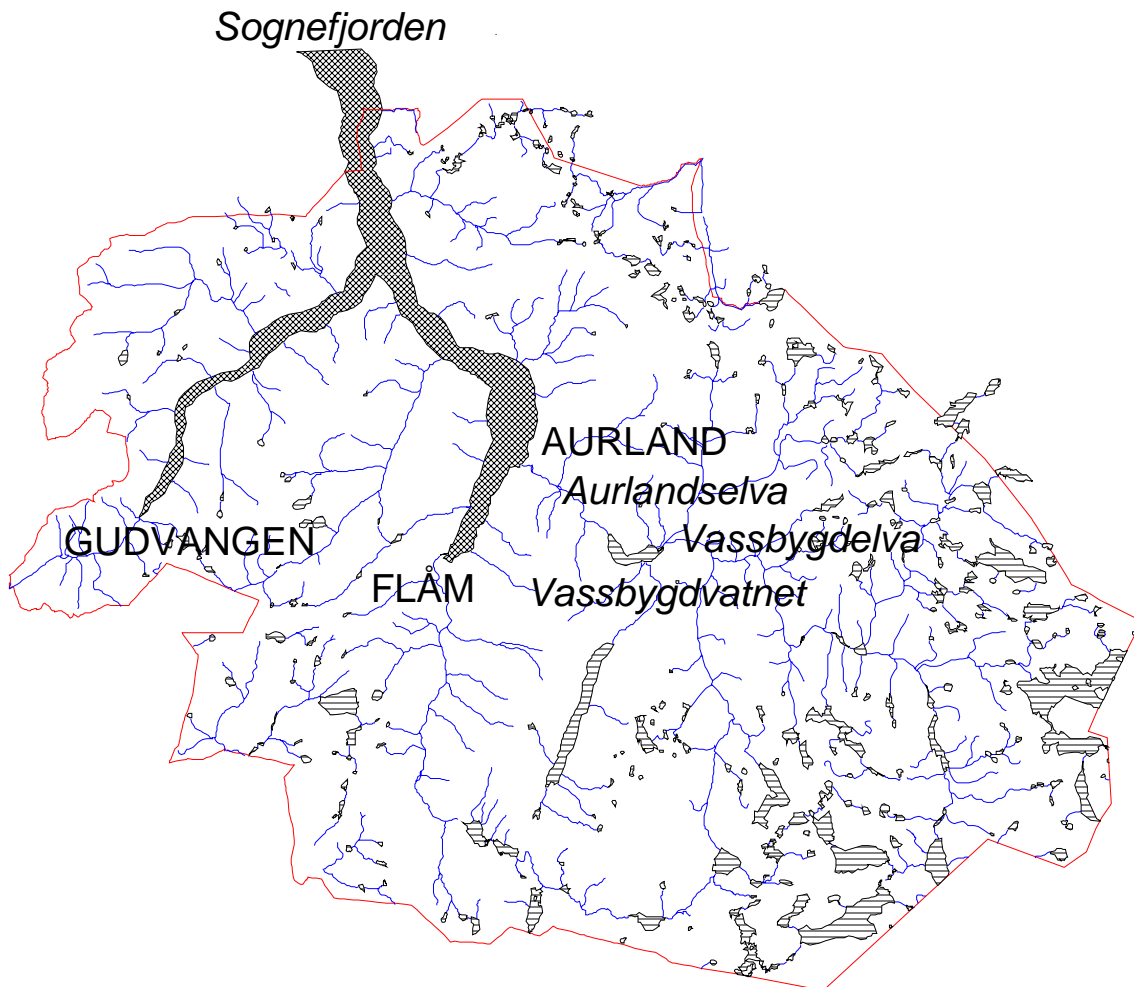 Sognefjorden
AURLAND
Aurlandselva
GUDVANGEN
Vassbygdelva
FLÅM
Vassbygdvatnet